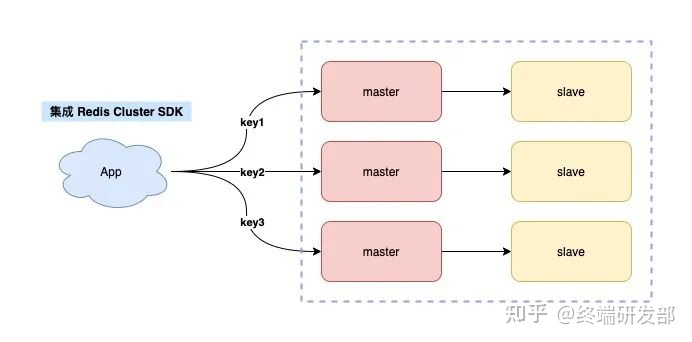 集成 Redis Cluster SDK
App
key1
key2
key3
master
slave
master
slave
master
slave
知乎 @终端研发部